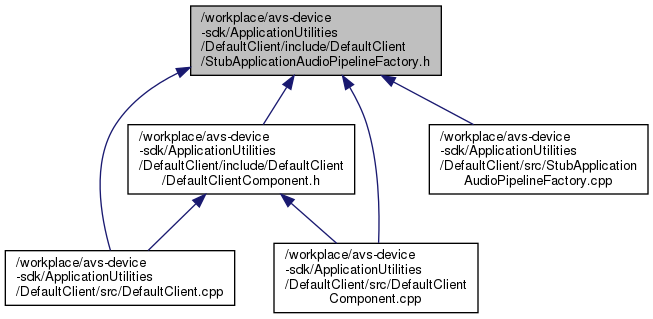 /workplace/avs-device
-sdk/ApplicationUtilities
/DefaultClient/include/DefaultClient
/StubApplicationAudioPipelineFactory.h
/workplace/avs-device
-sdk/ApplicationUtilities
/DefaultClient/include/DefaultClient
/DefaultClientComponent.h
/workplace/avs-device
-sdk/ApplicationUtilities
/DefaultClient/src/StubApplication
AudioPipelineFactory.cpp
/workplace/avs-device
-sdk/ApplicationUtilities
/DefaultClient/src/DefaultClient.cpp
/workplace/avs-device
-sdk/ApplicationUtilities
/DefaultClient/src/DefaultClient
Component.cpp